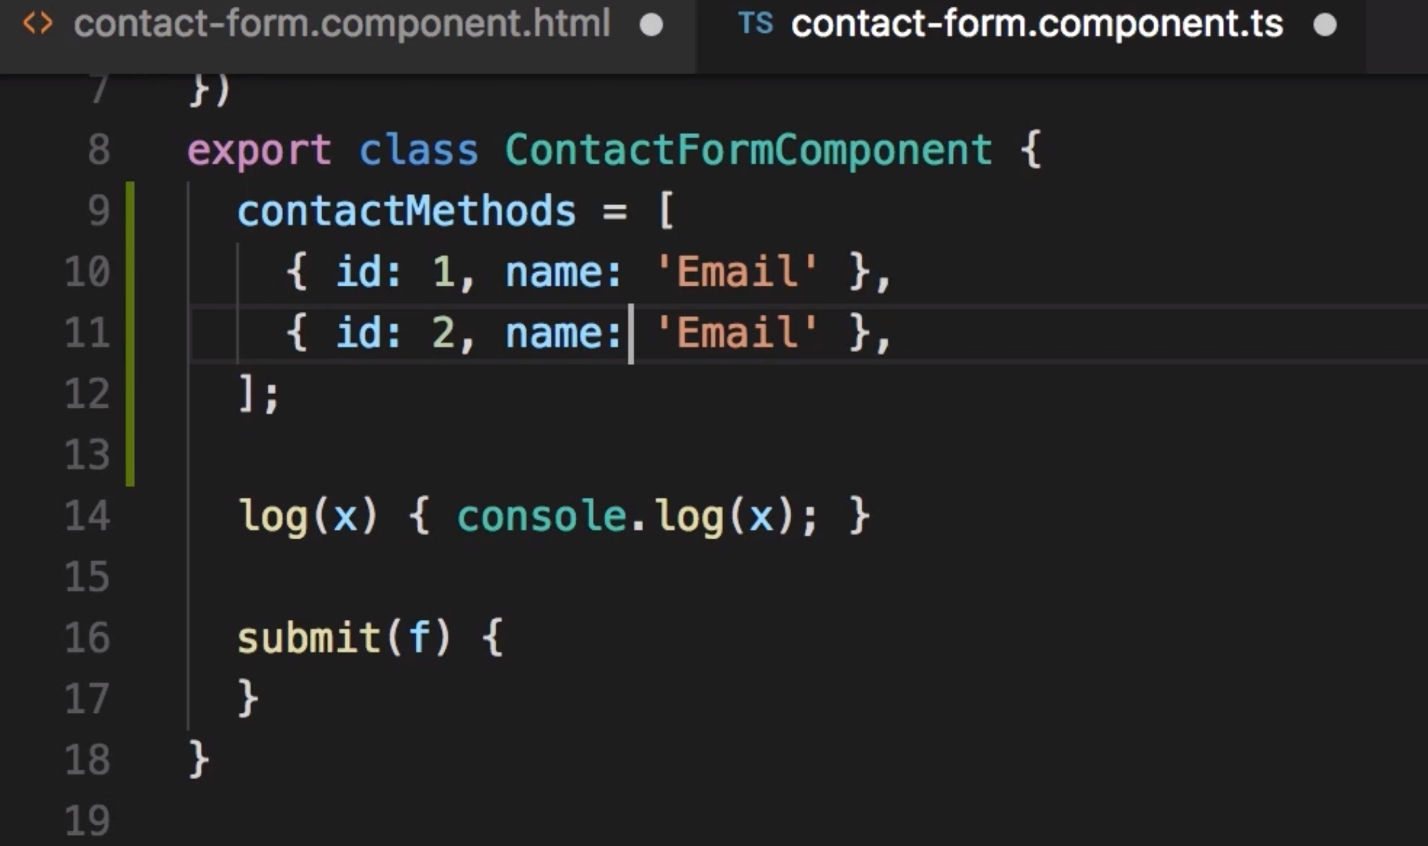 <> contact-form.component.html ● TS contact-form.component.ts ●
7 })
8 export class ContactFormComponent {
9 contactMethods = [
10 { id: 1, name: 'Email' },
11 { id: 2, name: 'Email' },
12 ];
13
14 log(x) { console.log(x); }
15
16 submit(f) {
17 }
18 }
19